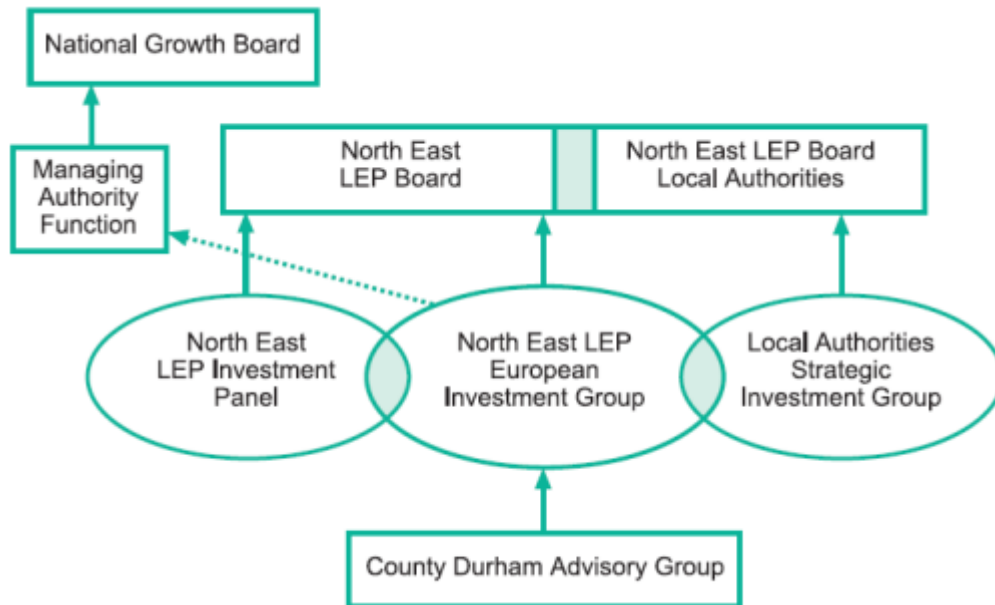 National Growth Board
Managing
Authority
Function
North East
LEP Board
North East LEP Board
Local Authorities
North East
LEP Investment
Panel
North East LEP
European
Investment Group
Local Authorities
Strategic
Investment Group
County Durham Advisory Group